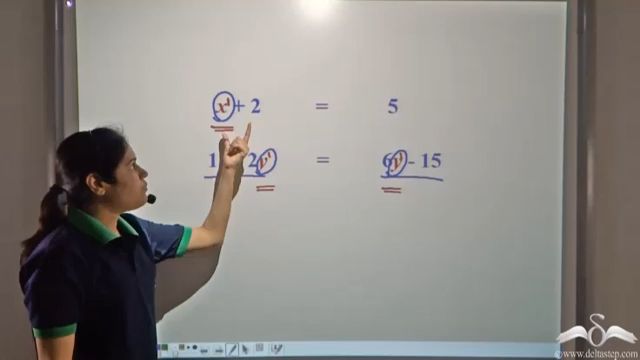 x¹ + 2 = 5
1 2y¹ = 6y¹ - 15
© www.deltastep.com